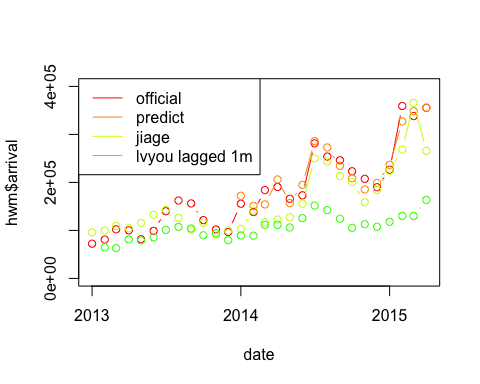 official
predict
jiage
lvyou lagged 1m
4e+05
2e+05
0e+00
hwm$arrival
2013
2014
2015
date